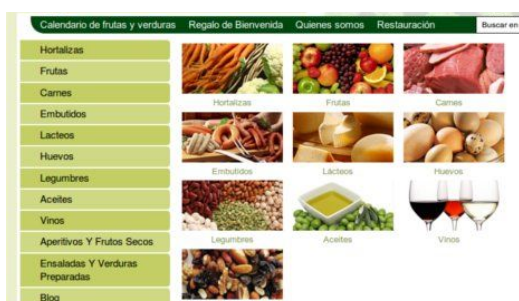 Calendario de frutas y verduras Regalo de Bienvenida Quienes somos Restauración Buscar en
Hortalizas
Frutas
Carnes
Embutidos
Lacteos
Huevos
Legumbres
Aceites
Vinos
Aperitivos Y Frutos Secos
Ensaladas Y Verduras
Preparadas
Blog
Hortalizas Frutas Carnes
Embutidos Lácteos Huevos
Legumbres Aceites Vinos